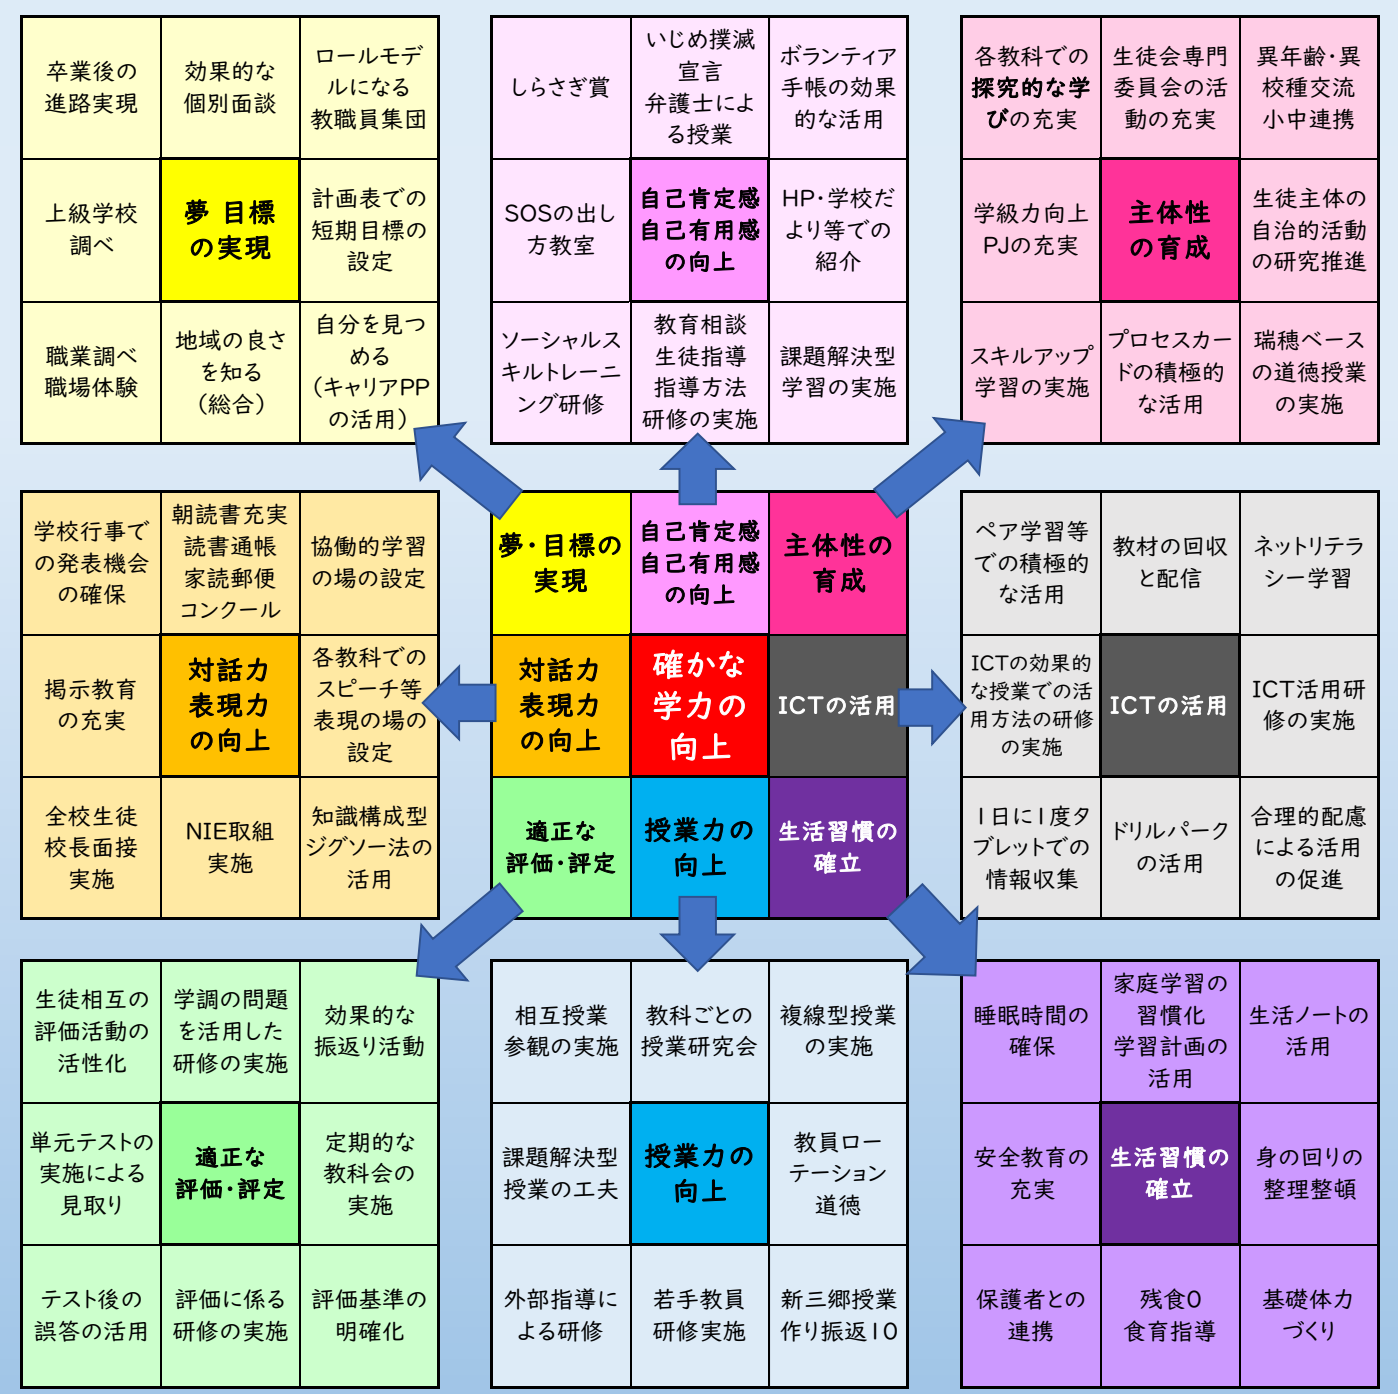 卒業後の
進路実現
効果的な
個別面談
ロールモデ
ルになる
教職員集団
上級学校
調べ
夢 目標
の実現
計画表での
短期目標の
設定
職業調べ
職場体験
地域の良さ
を知る
（総合）
自分を見つ
める
（キャリアPP
の活用）
しらさぎ賞
いじめ撲滅
宣言
弁護士によ
る授業
ボランティア
手帳の効果
的な活用
SOSの出し
方教室
自己肯定感
自己有用感
の向上
HP・学校だ
より等での
紹介
ソーシャルス
キルトレーニ
ング研修
教育相談
生徒指導
指導方法
研修の実施
課題解決型
学習の実施
各教科での
探究的な学
びの充実
生徒会専門
委員会の活
動の充実
異年齢・異
校種交流
小中連携
学級力向上
PJの充実
主体性
の育成
生徒主体の
自治的活動
の研究推進
スキルアップ
学習の実施
プロセスカー
ドの積極的
な活用
瑞穂ベース
の道徳授業
の実施
学校行事で
の発表機会
の確保
朝読書充実
読書通帳
家読郵便
コンクール
協働的学習
の場の設定
掲示教育
の充実
対話力
表現力
の向上
各教科での
スピーチ等
表現の場の
設定
全校生徒
校長面接
実施
NIE取組
実施
知識構成型
ジグソー法の
活用
夢・目標の
実現
自己肯定感
自己有用感
の向上
主体性の
育成
対話力
表現力
の向上
確かな
学力の
向上
ICTの活用
適正な
評価・評定
授業力の
向上
生活習慣の
確立
ペア学習等
での積極的
な活用
教材の回収
と配信
ネットリテラ
シー学習
ICTの効果的
な授業での活
用方法の研修
の実施
ICTの活用
ICT活用研
修の実施
1日に1度タ
ブレットでの
情報収集
ドリルパーク
の活用
合理的配慮
による活用
の促進
生徒相互の
評価活動の
活性化
学調の問題
を活用した
研修の実施
効果的な
振返り活動
単元テストの
実施による
見取り
適正な
評価・評定
定期的な
教科会の
実施
テスト後の
誤答の活用
評価に係る
研修の実施
評価基準の
明確化
相互授業
参観の実施
教科ごとの
授業研究会
複線型授業
の実施
課題解決型
授業の工夫
授業力の
向上
教員ロー
テーション
道徳
外部指導に
よる研修
若手教員
研修実施
新三郷授業
作り振返10
睡眠時間の
確保
家庭学習の
習慣化
学習計画の
活用
生活ノートの
活用
安全教育の
充実
生活習慣の
確立
身の回りの
整理整頓
保護者との
連携
残食0
食育指導
基礎体力
づくり